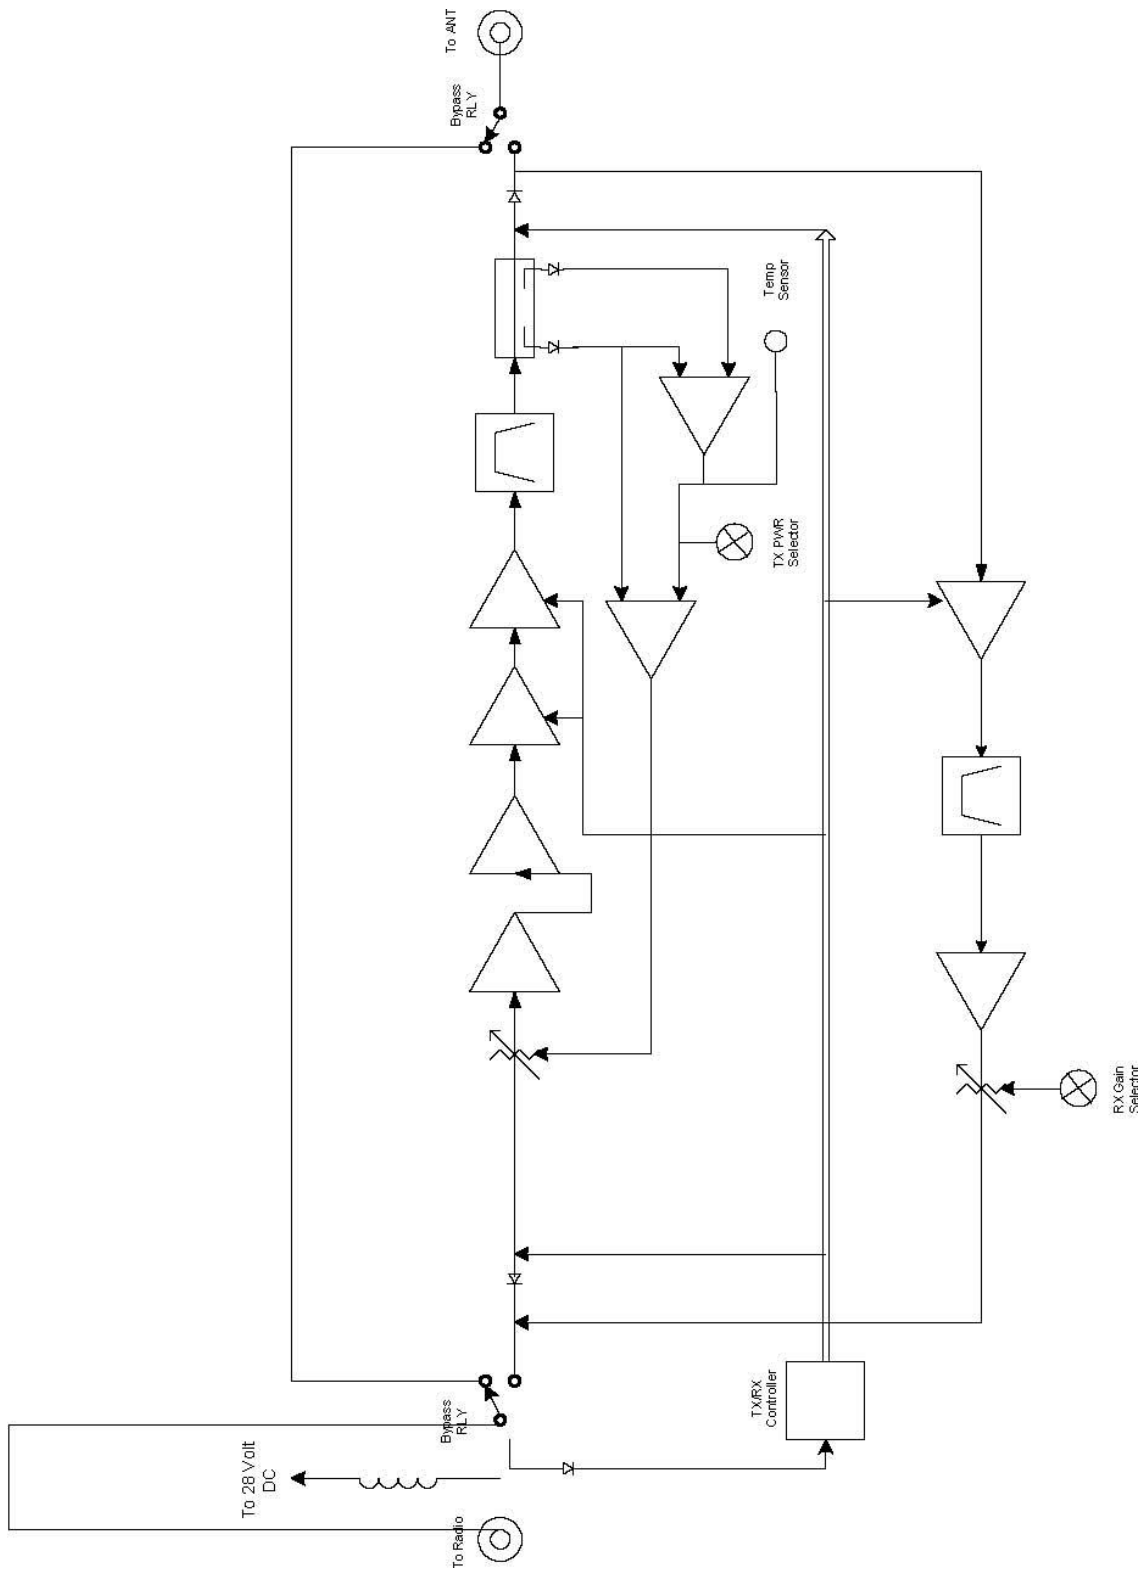 To ANT
Bypass
RLY
Temp
Sensor
TX PWR
Selector
RX Gain
Selector
TX/RX
Controller
Bypass
RLY
To 28 Volt
DC
To Radio